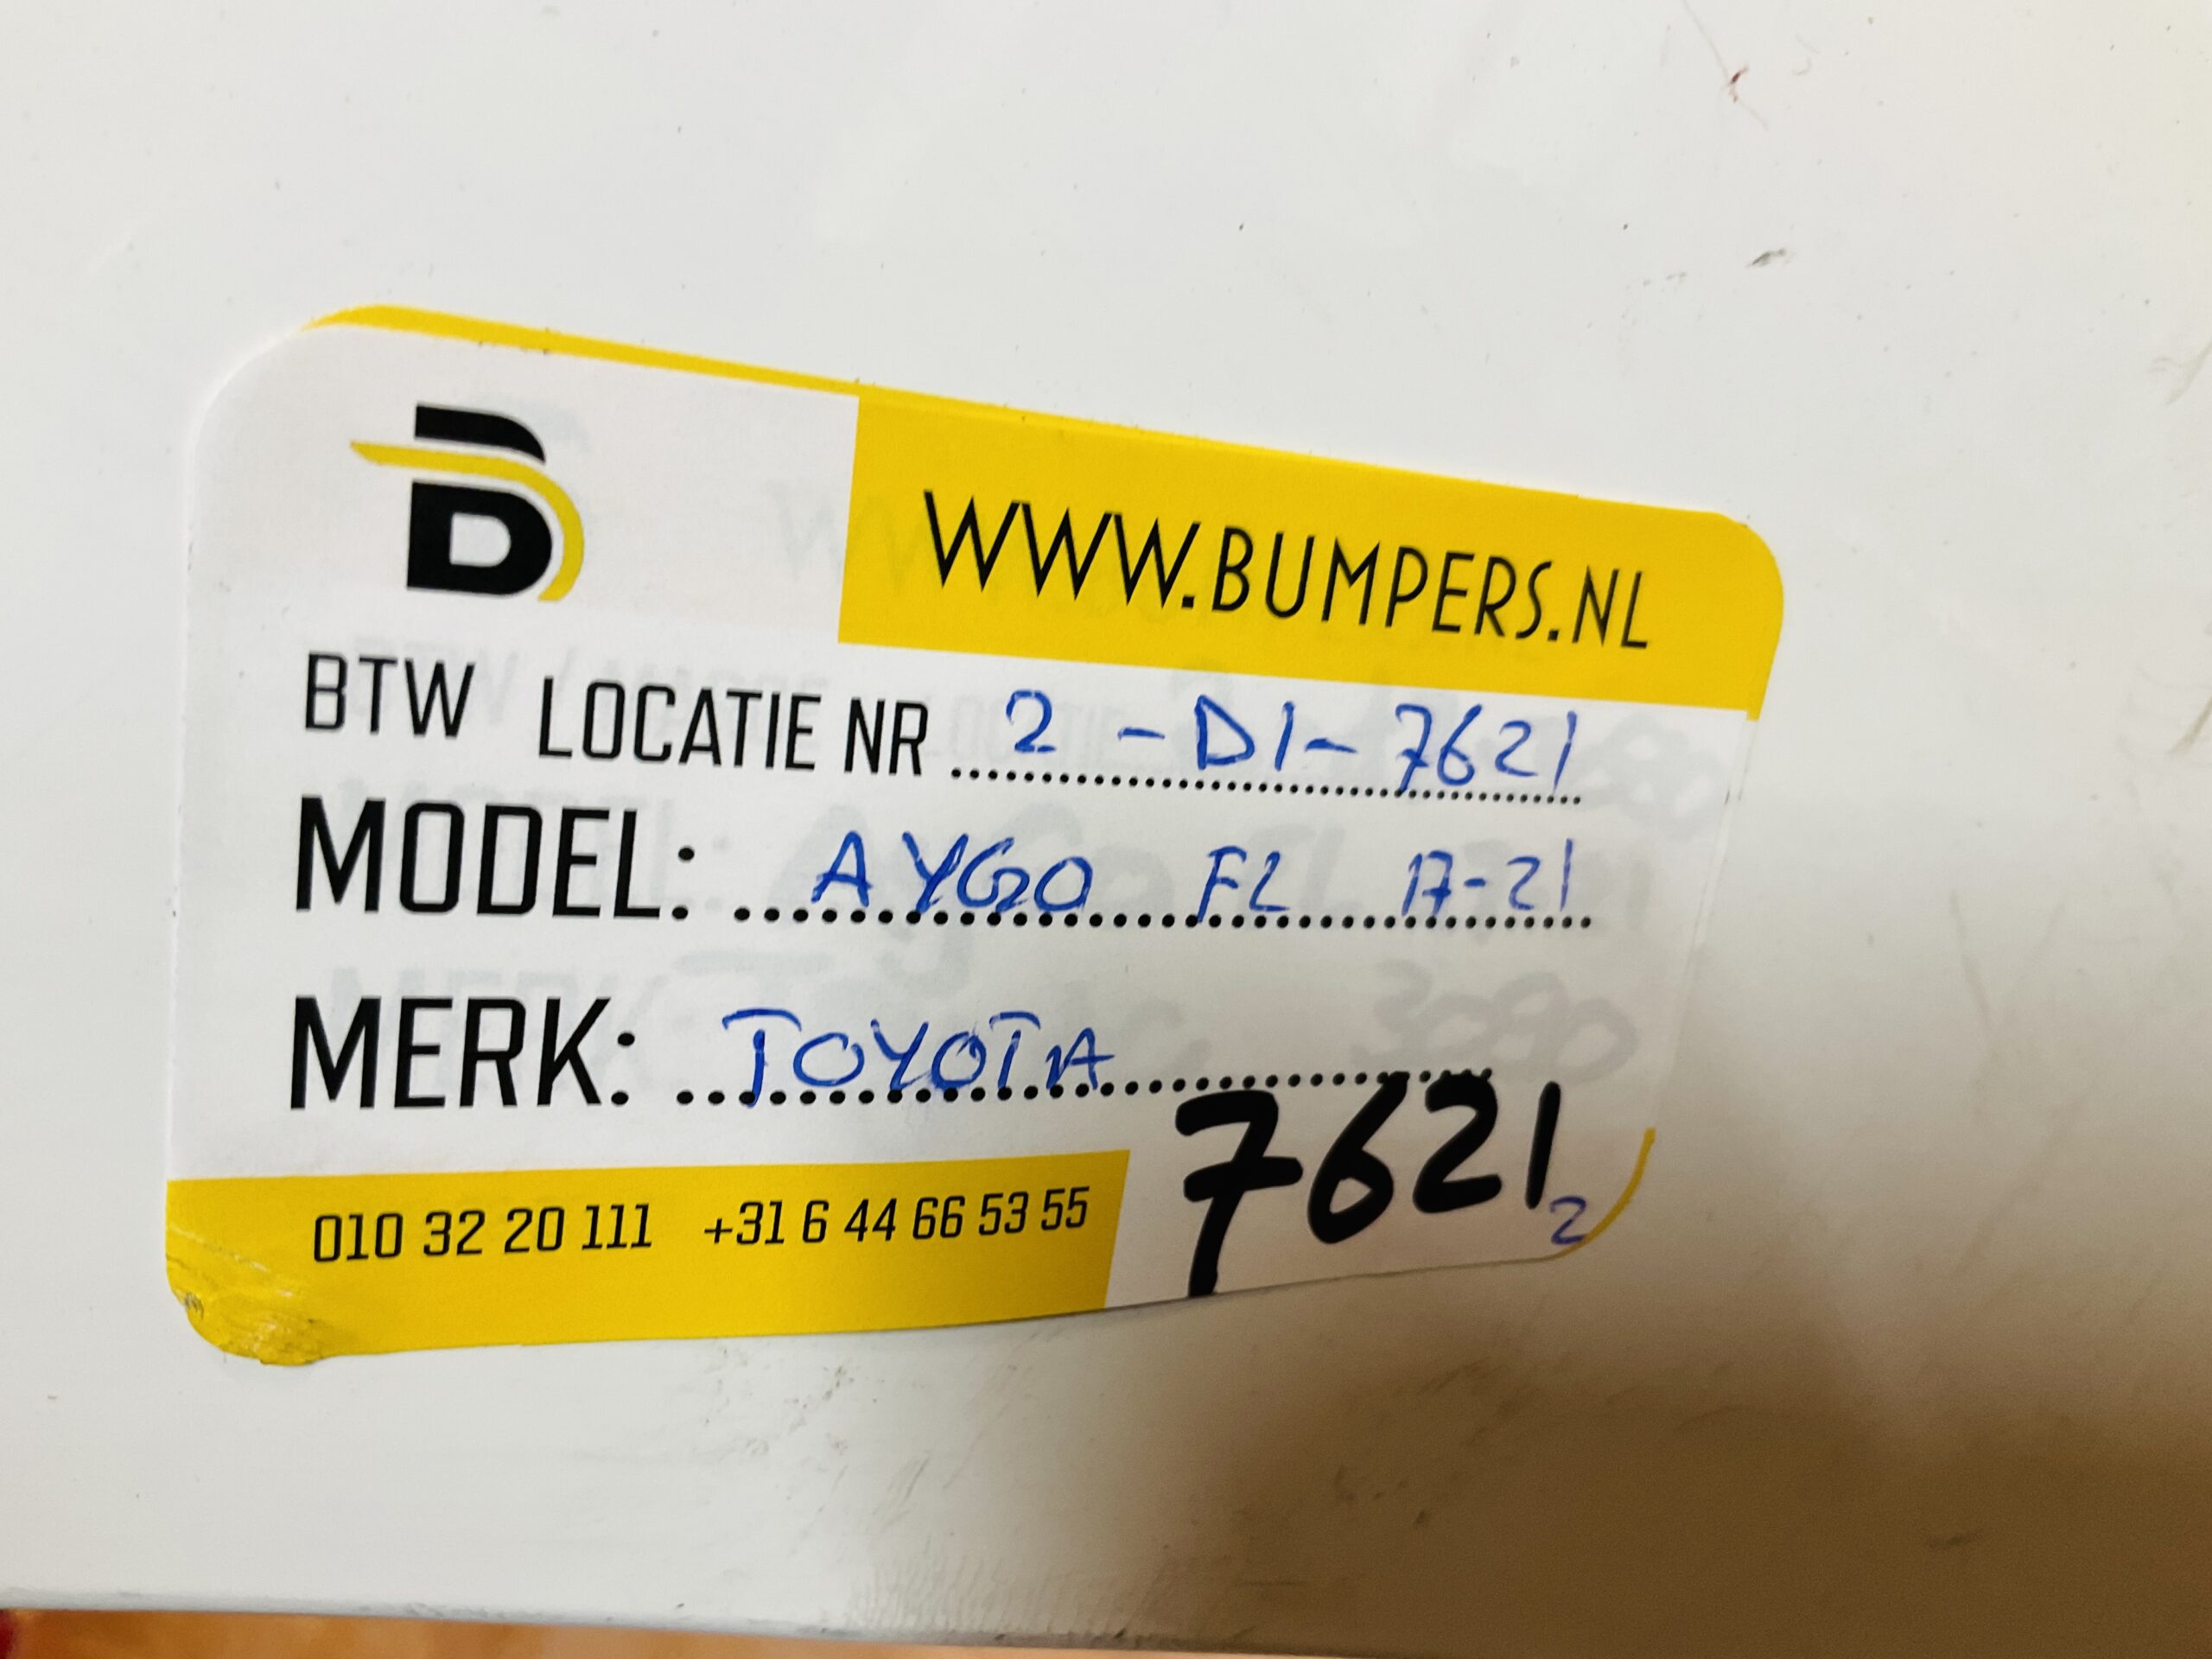 WWW.BUMPERS.NL
BTW LOCATIE NR 2 - D1 - 7621
MODEL: AYGO FL 17-21
MERK: TOYOTA
7621 2
010 32 20 111 +31 6 44 66 53 55